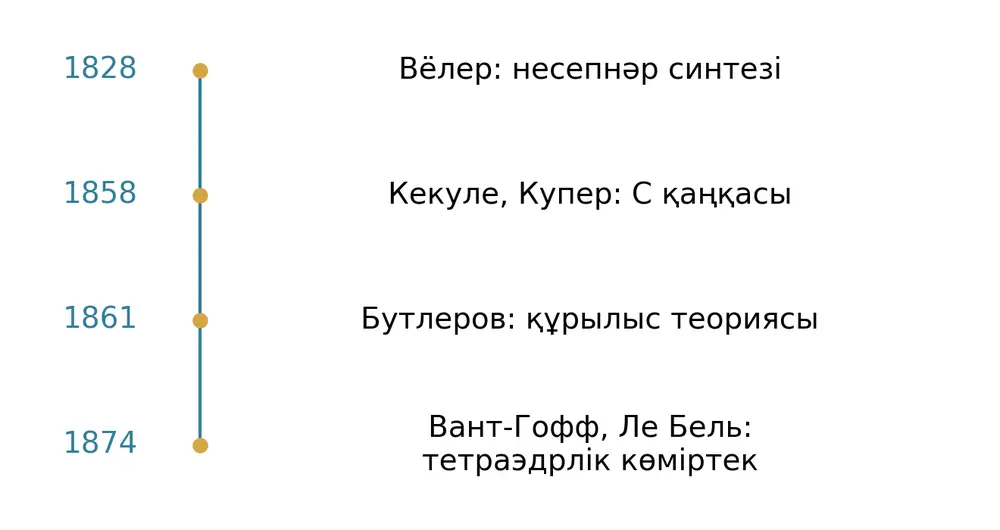 1828
Вёлер: несепнәр синтезі
1858
Кекуле, Купер: С қаңқасы
1861
Бутлеров: құрылыс теориясы
1874
Вант-Гофф, Ле Бель:
тетраэдрлік көміртек